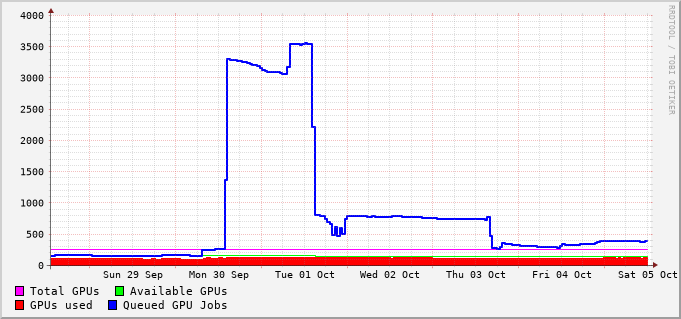 4000
3500
3000
2500
2000
1500
1000
500
0
Sun 29 Sep Mon 30 Sep Tue 01 Oct Wed 02 Oct Thu 03 Oct Fri 04 Oct Sat 05 Oct
Total GPUs Available GPUs
GPUs used Queued GPU Jobs
RRDTOOL / TOBI OETIKER